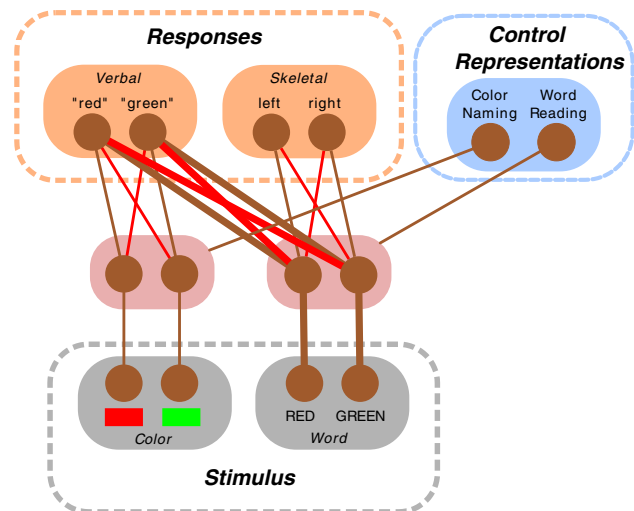 Responses
Control
Representations
Verbal
Skeletal
"red" "green"
left right
Color
Naming
Word
Reading
RED GREEN
Color
Word
Stimulus